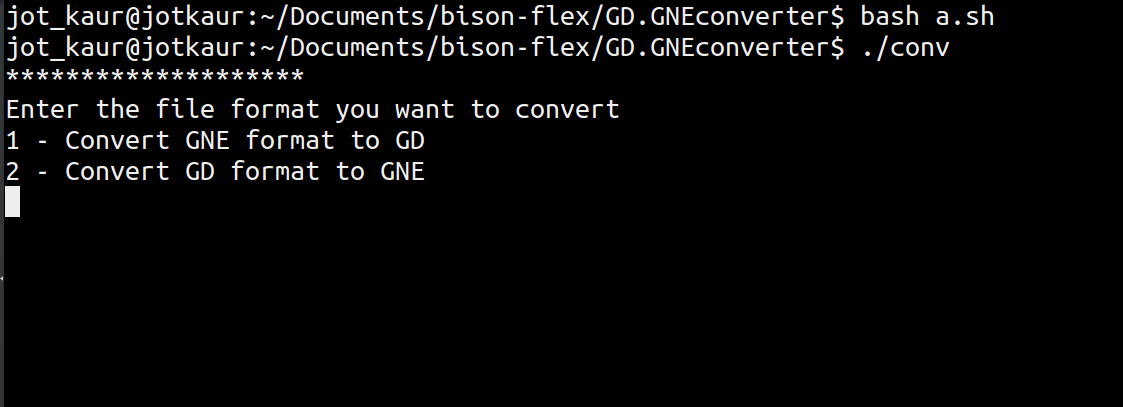 jot_kaur@jotkaur:~/Documents/bison-flex/GD.GNEconverter$ bash a.sh
jot_kaur@jotkaur:~/Documents/bison-flex/GD.GNEconverter$ ./conv
********************
Enter the file format you want to convert
1 - Convert GNE format to GD
2 - Convert GD format to GNE